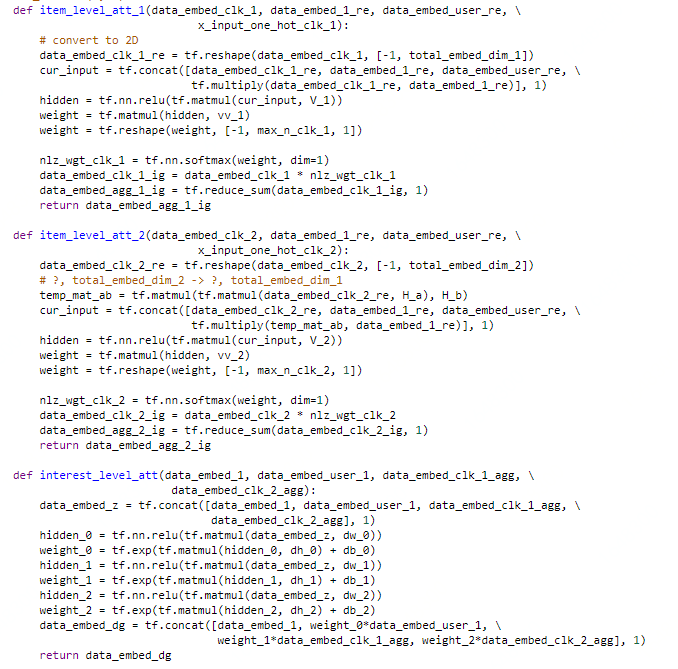 def item_level_att_1(data_embed_clk_1, data_embed_1_re, data_embed_user_re, \
                           x_input_one_hot_clk_1):
    # convert to 2D
    data_embed_clk_1_re = tf.reshape(data_embed_clk_1, [-1, total_embed_dim_1])
    cur_input = tf.concat([data_embed_clk_1_re, data_embed_1_re, data_embed_user_re, \
                          tf.multiply(data_embed_clk_1_re, data_embed_1_re)], 1)
    hidden = tf.nn.relu(tf.matmul(cur_input, V_1))
    weight = tf.matmul(hidden, vv_1)
    weight = tf.reshape(weight, [-1, max_n_clk_1, 1])

    nlz_wgt_clk_1 = tf.nn.softmax(weight, dim=1)
    data_embed_clk_1_ig = data_embed_clk_1 * nlz_wgt_clk_1
    data_embed_agg_1_ig = tf.reduce_sum(data_embed_clk_1_ig, 1)
    return data_embed_agg_1_ig

def item_level_att_2(data_embed_clk_2, data_embed_1_re, data_embed_user_re, \
                           x_input_one_hot_clk_2):
    data_embed_clk_2_re = tf.reshape(data_embed_clk_2, [-1, total_embed_dim_2])
    # ?, total_embed_dim_2 -> ?, total_embed_dim_1
    temp_mat_ab = tf.matmul(tf.matmul(data_embed_clk_2_re, H_a), H_b)
    cur_input = tf.concat([data_embed_clk_2_re, data_embed_1_re, data_embed_user_re, \
                          tf.multiply(temp_mat_ab, data_embed_1_re)], 1)
    hidden = tf.nn.relu(tf.matmul(cur_input, V_2))
    weight = tf.matmul(hidden, vv_2)
    weight = tf.reshape(weight, [-1, max_n_clk_2, 1])

    nlz_wgt_clk_2 = tf.nn.softmax(weight, dim=1)
    data_embed_clk_2_ig = data_embed_clk_2 * nlz_wgt_clk_2
    data_embed_agg_2_ig = tf.reduce_sum(data_embed_clk_2_ig, 1)
    return data_embed_agg_2_ig

def interest_level_att(data_embed_1, data_embed_user_1, data_embed_clk_1_agg, \
                       data_embed_clk_2_agg):
    data_embed_z = tf.concat([data_embed_1, data_embed_user_1, data_embed_clk_1_agg, \
                             data_embed_clk_2_agg], 1)
    hidden_0 = tf.nn.relu(tf.matmul(data_embed_z, dw_0))
    weight_0 = tf.exp(tf.matmul(hidden_0, dh_0) + db_0)
    hidden_1 = tf.nn.relu(tf.matmul(data_embed_z, dw_1))
    weight_1 = tf.exp(tf.matmul(hidden_1, dh_1) + db_1)
    hidden_2 = tf.nn.relu(tf.matmul(data_embed_z, dw_2))
    weight_2 = tf.exp(tf.matmul(hidden_2, dh_2) + db_2)
    data_embed_dg = tf.concat([data_embed_1, weight_0*data_embed_user_1, \
                              weight_1*data_embed_clk_1_agg, weight_2*data_embed_clk_2_agg], 1)
    return data_embed_dg